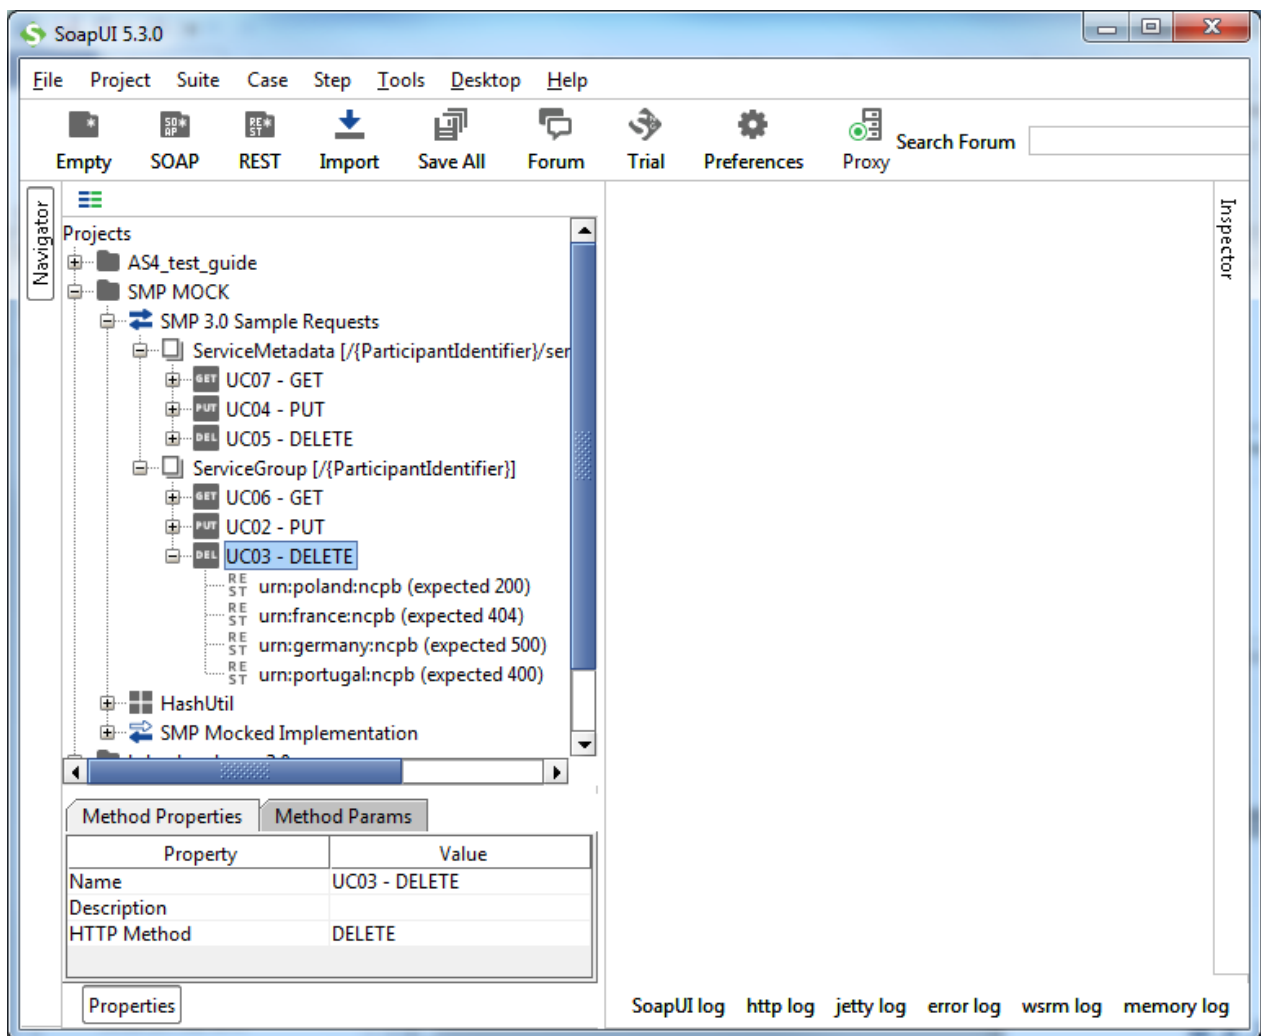 SoapUI 5.3.0
File Project Suite Case Step Tools Desktop Help
Empty SOAP REST Import Save All Forum Trial Preferences Proxy Search Forum
Navigator
Inspector
Projects
AS4_test_guide
SMP MOCK
SMP 3.0 Sample Requests
ServiceMetadata [/{ParticipantIdentifier}/ser
GET UC07 - GET
PUT UC04 - PUT
DEL UC05 - DELETE
ServiceGroup [/{ParticipantIdentifier}]
GET UC06 - GET
PUT UC02 - PUT
DEL UC03 - DELETE
REST urn:poland:ncpb (expected 200)
REST urn:france:ncpb (expected 404)
REST urn:germany:ncpb (expected 500)
REST urn:portugal:ncpb (expected 400)
HashUtil
SMP Mocked Implementation
Method Properties Method Params
Property Value
Name UC03 - DELETE
Description
HTTP Method DELETE
Properties
SoapUI log http log jetty log error log wsrm log memory log